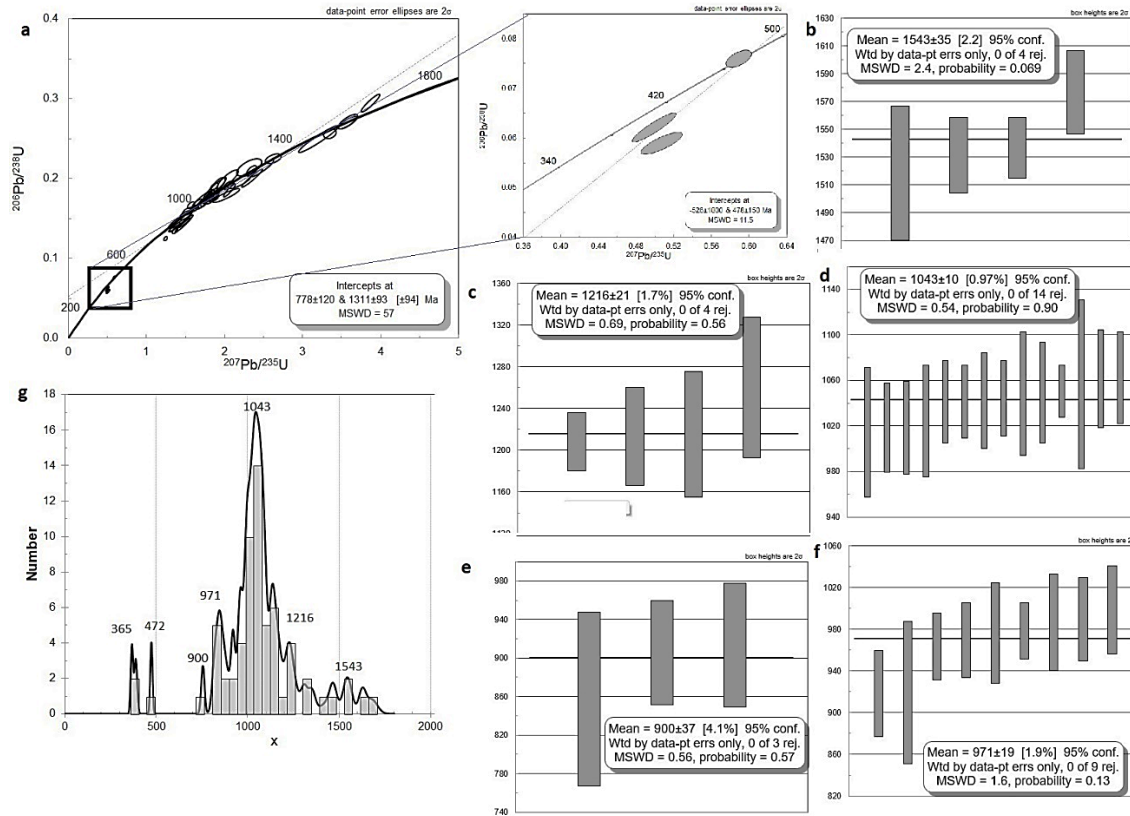 a
data-point error ellipses are 2σ
0.4
0.3
0.2
0.1
0.0
206Pb/238U
200
600
1000
1400
1800
Intercepts at
778±120 & 1311±93 [±94] Ma
MSWD = 57
0
1
2
3
4
5
207Pb/235U
data-point error ellipses are 2σ
0.08
0.07
0.06
0.05
0.04
340
420
500
Intercepts at
-526±1000 & 478±150 Ma
MSWD = 11.5
0.36
0.40
0.44
0.48
0.52
0.56
0.60
0.64
207Pb/235U
b
box heights are 2σ
Mean = 1543±35 [2.2] 95% conf.
Wtd by data-pt errs only, 0 of 4 rej.
MSWD = 2.4, probability = 0.069
1630
1610
1590
1570
1550
1530
1510
1490
1470
c
box heights are 2σ
Mean = 1216±21 [1.7%] 95% conf.
Wtd by data-pt errs only, 0 of 4 rej.
MSWD = 0.69, probability = 0.56
1360
1320
1280
1240
1200
1160
d
box heights are 2σ
Mean = 1043±10 [0.97%] 95% conf.
Wtd by data-pt errs only, 0 of 14 rej.
MSWD = 0.54, probability = 0.90
1140
1100
1060
1020
980
940
g
18
16
14
12
10
8
6
4
2
0
Number
365
472
900
971
1043
1216
1543
0
500
1000
1500
2000
x
e
box heights are 2σ
980
940
900
860
820
780
740
Mean = 900±37 [4.1%] 95% conf.
Wtd by data-pt errs only, 0 of 3 rej.
MSWD = 0.56, probability = 0.57
f
box heights are 2
1060
1020
980
940
900
860
820
Mean = 971±19 [1.9%] 95% conf.
Wtd by data-pt errs only, 0 of 9 rej.
MSWD = 1.6, probability = 0.13